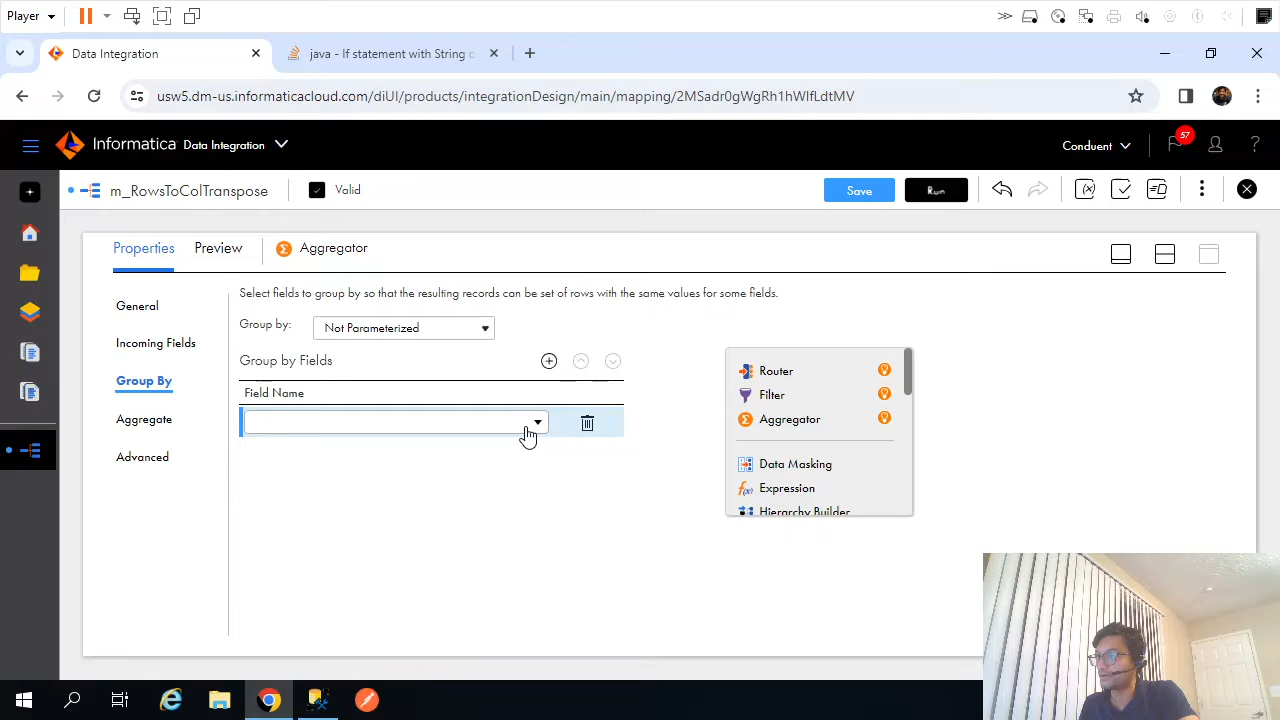 Player
Data Integration
java - If statement with String c
usw5.dm-us.informaticacloud.com/diUI/products/integrationDesign/main/mapping/2MSadr0gWgRh1hWlfLdtMV
Informatica Data Integration
Conduent
57
m_RowsToColTranspose
Valid
Save
Run
Properties
Preview
Aggregator
General
Incoming Fields
Group By
Aggregate
Advanced
Select fields to group by so that the resulting records can be set of rows with the same values for some fields.
Group by:
Not Parameterized
Group by Fields
Field Name
Router
Filter
Aggregator
Data Masking
Expression
Hierarchy Builder